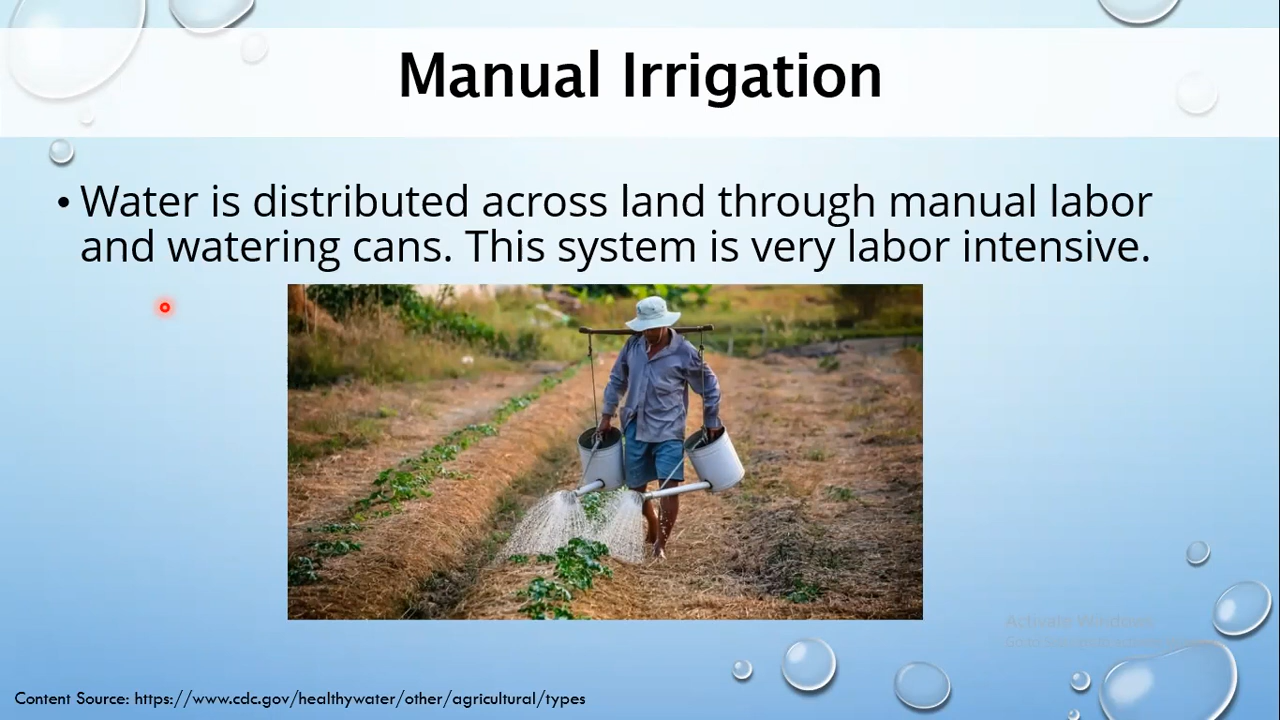 Manual Irrigation
• Water is distributed across land through manual labor
and watering cans. This system is very labor intensive.
Activate Windows
Content Source: https://www.cdc.gov/healthywater/other/agricultural/types